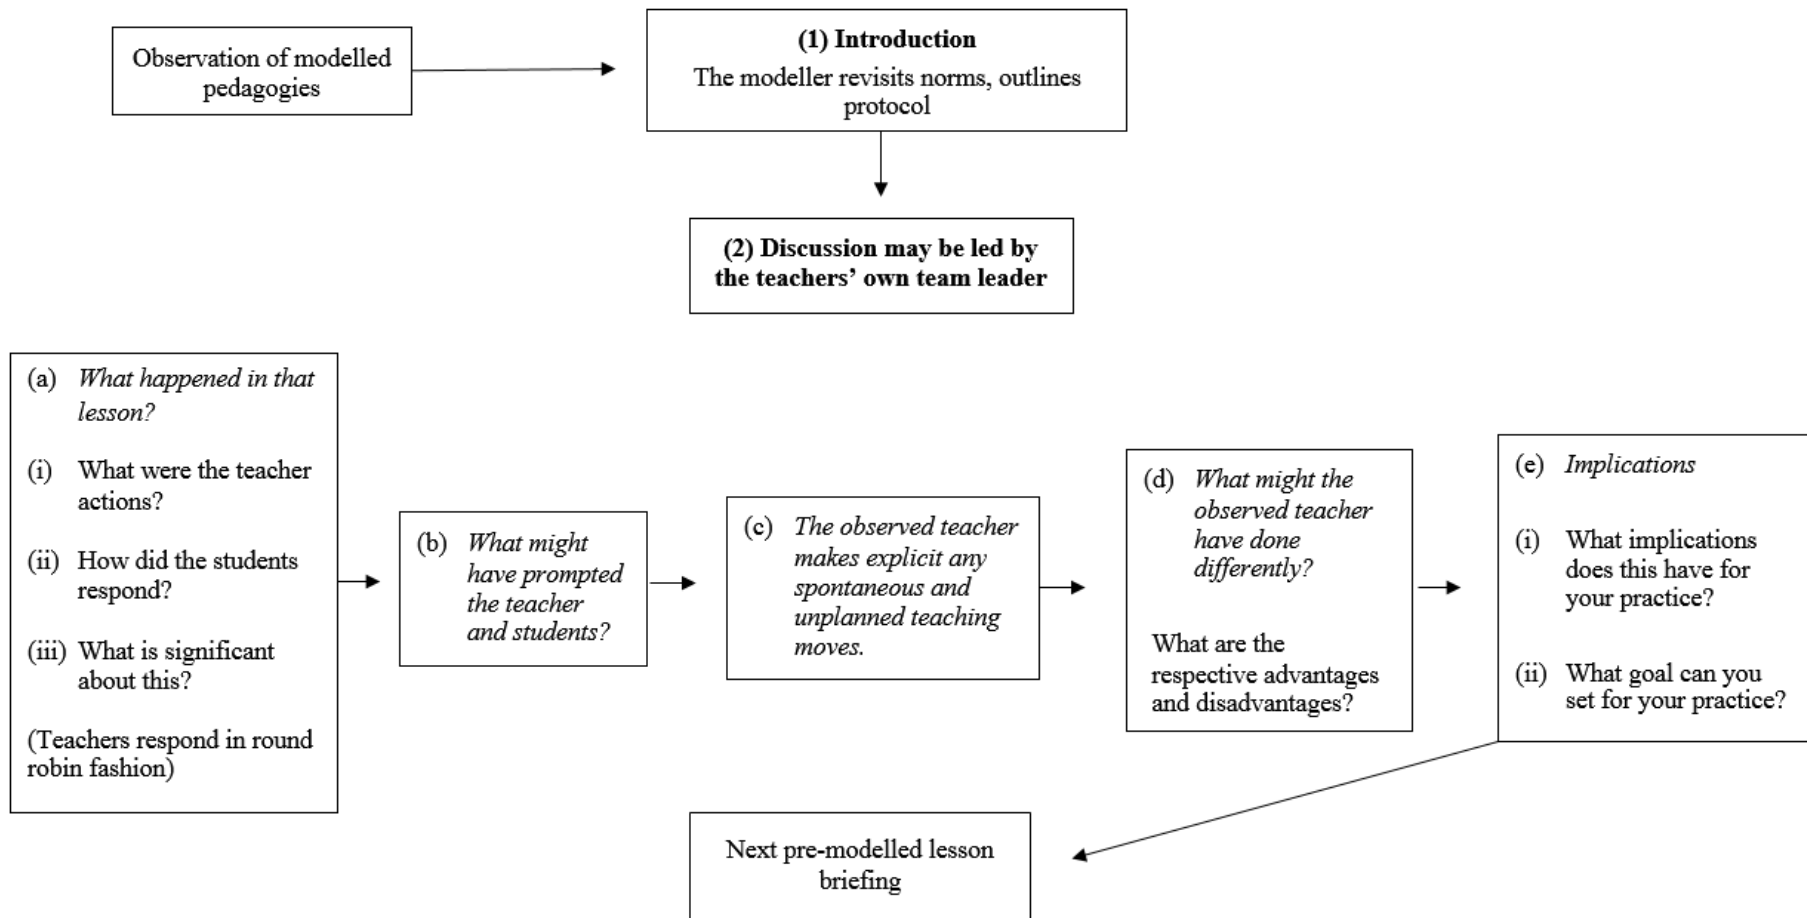 Observation of modelled
pedagogies
(1) Introduction
The modeller revisits norms, outlines
protocol
(2) Discussion may be led by
the teachers’ own team leader
(a) What happened in that
lesson?
(i) What were the teacher
actions?
(ii) How did the students
respond?
(iii) What is significant
about this?
(Teachers respond in round
robin fashion)
(b) What might
have prompted
the teacher
and students?
(c) The observed teacher
makes explicit any
spontaneous and
unplanned teaching
moves.
(d) What might the
observed teacher
have done
differently?
What are the
respective advantages
and disadvantages?
(e) Implications
(i) What implications
does this have for
your practice?
(ii) What goal can you
set for your practice?
Next pre-modelled lesson
briefing